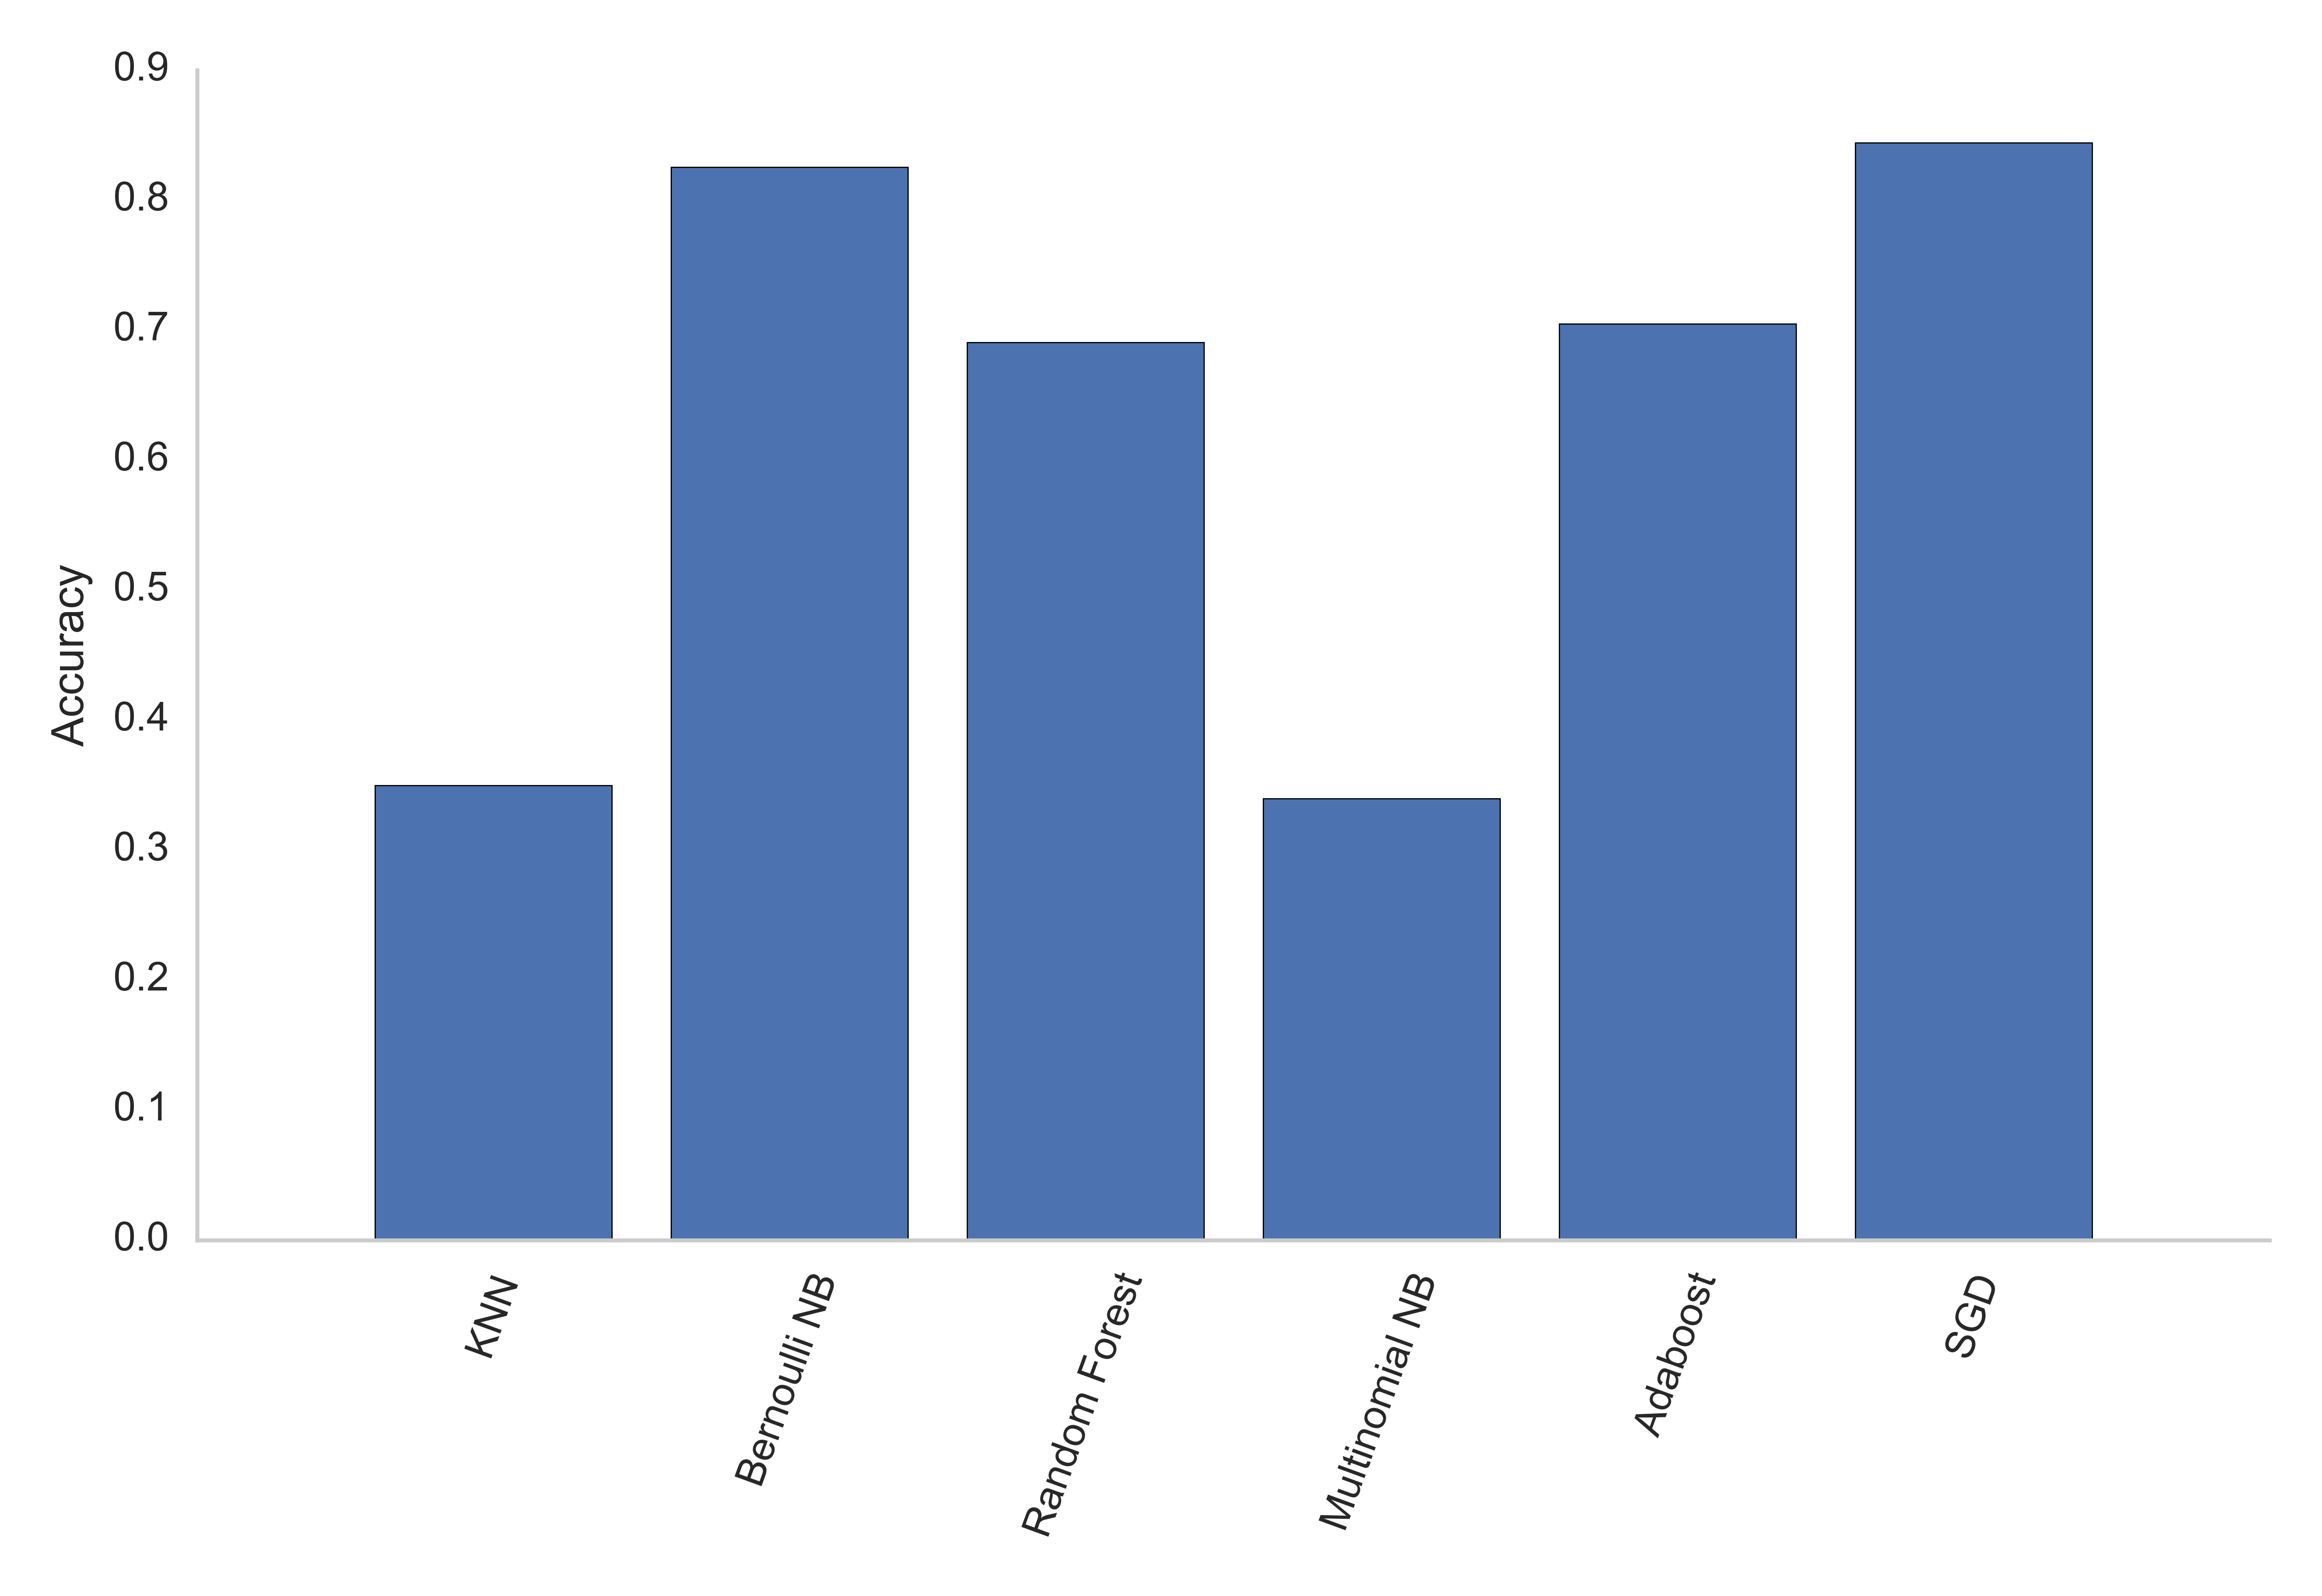 0.9
0.8
0.7
0.6
0.5
0.4
0.3
0.2
0.1
0.0
Accuracy
KWW
Bernoulli NB
Random Forest
Multinomial NB
Adaboost
SGD